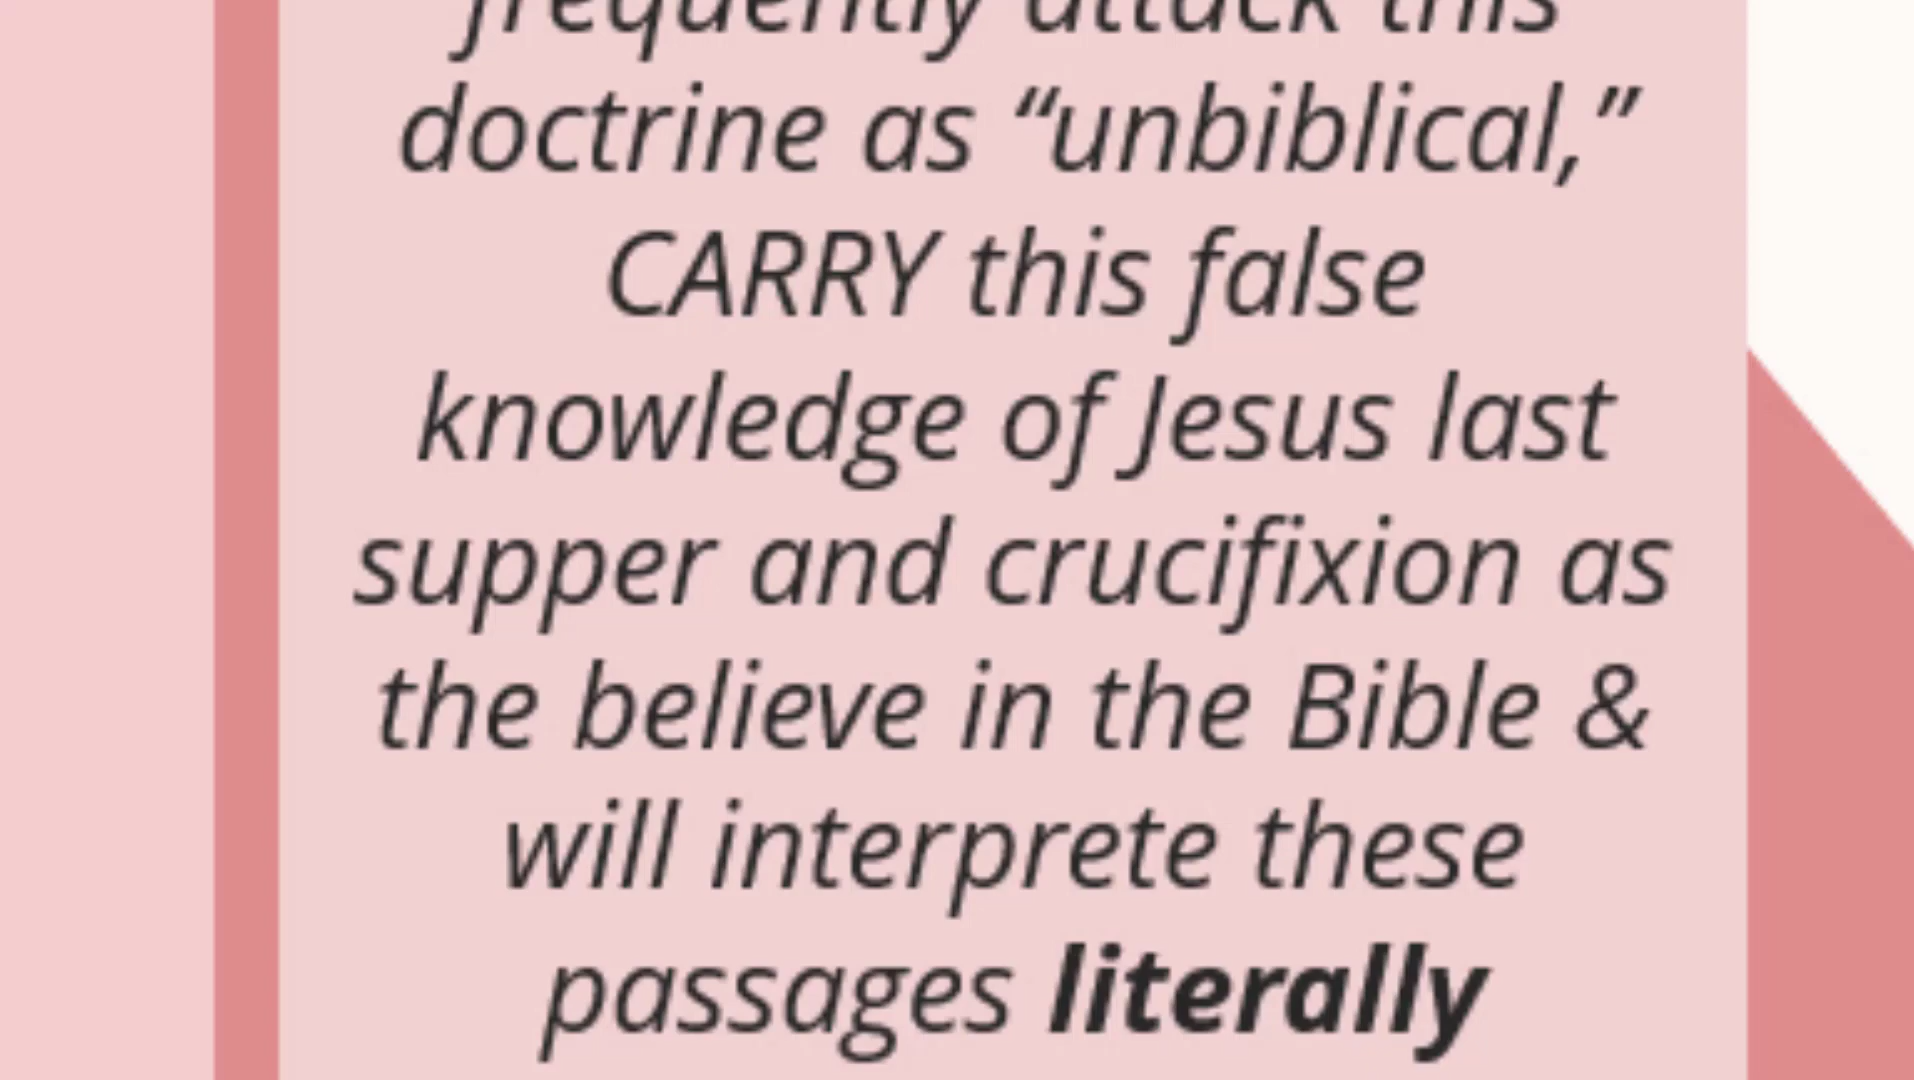 frequently attack this
doctrine as “unbiblical,”
CARRY this false
knowledge of Jesus last
supper and crucifixion as
the believe in the Bible &
will interprete these
passages literally